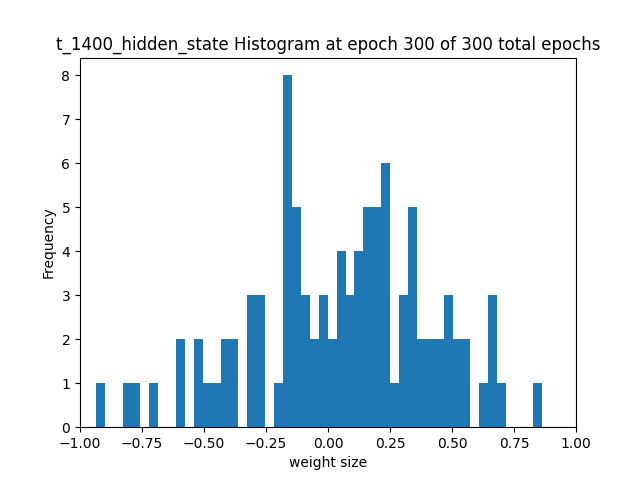 t_1400_hidden_state Histogram at epoch 300 of 300 total epochs
8
7
6
5
4
3
2
1
0
Frequency
−1.00 −0.75 −0.50 −0.25 0.00 0.25 0.50 0.75 1.00
weight size